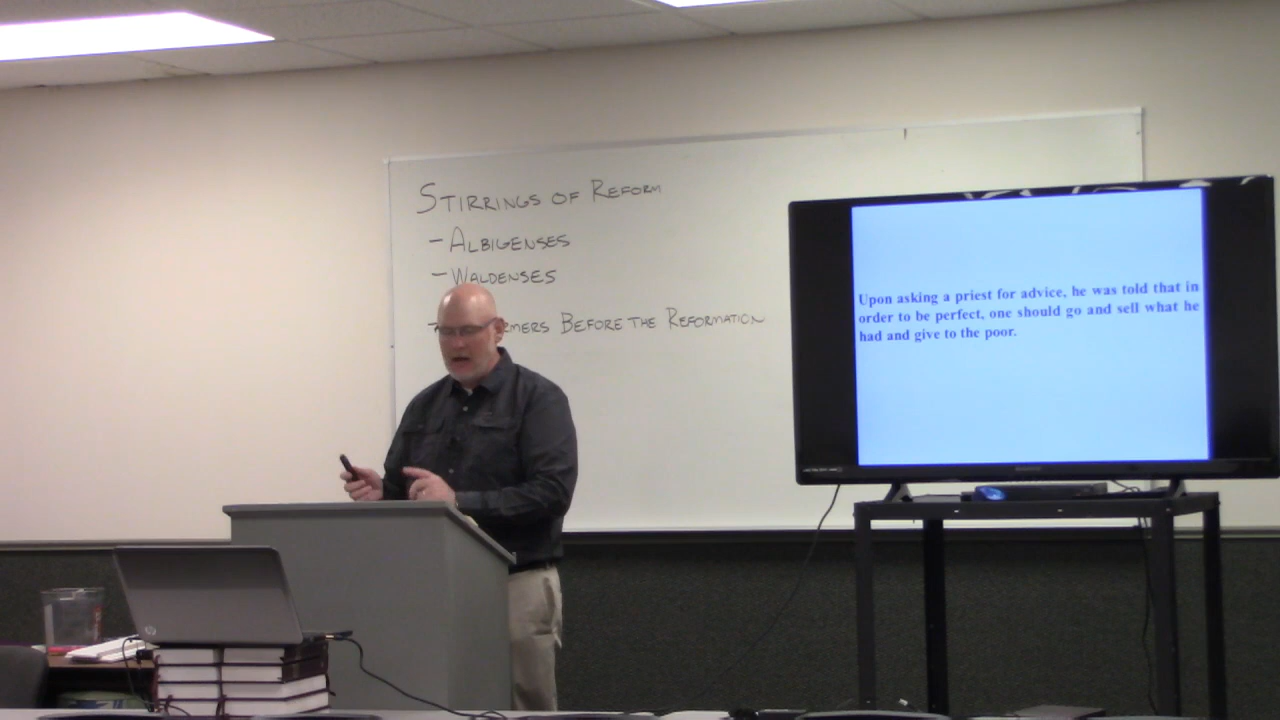 STIRRINGS OF REFORM
- ALBIGENSES
- WALDENSES
BEFORE THE REFORMATION
Upon asking a priest for advice, he was told that in
order to be perfect, one should go and sell what he
had and give to the poor.
hp